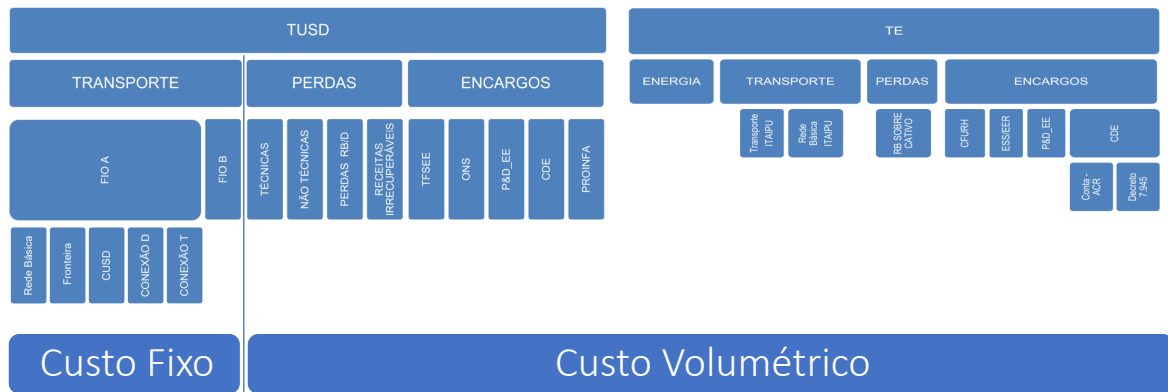 TUSD
TE
TRANSPORTE
PERDAS
ENCARGOS
ENERGIA
TRANSPORTE
PERDAS
ENCARGOS
FIO A
FIO B
TÉCNICAS
NÃO TÉCNICAS
PERDAS RB/D
RECEITAS
IRRECUPERÁVEIS
TFSEE
ONS
P&D_EE
CDE
PROINFA
Transporte
ITAIPU
Rede
Básica
ITAIPU
RB SOBRE
CATIVO
CFURH
ESS/EER
P&D_EE
CDE
Conta -
ACR
Decreto
7.945
Rede Básica
Fronteira
CUSD
CONEXÃO D
CONEXÃO T
Custo Fixo
Custo Volumétrico